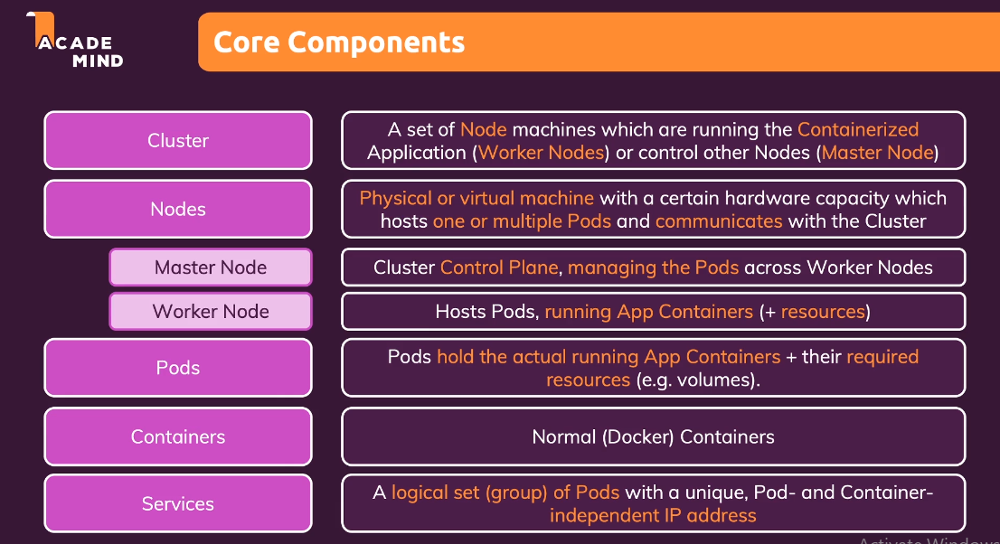 ACADE
MIND
Core Components
Cluster
A set of Node machines which are running the Containerized
Application (Worker Nodes) or control other Nodes (Master Node)
Nodes
Physical or virtual machine with a certain hardware capacity which
hosts one or multiple Pods and communicates with the Cluster
Master Node
Cluster Control Plane, managing the Pods across Worker Nodes
Worker Node
Hosts Pods, running App Containers (+ resources)
Pods
Pods hold the actual running App Containers + their required
resources (e.g. volumes).
Containers
Normal (Docker) Containers
Services
A logical set (group) of Pods with a unique, Pod- and Container-
independent IP address
Activate Windows